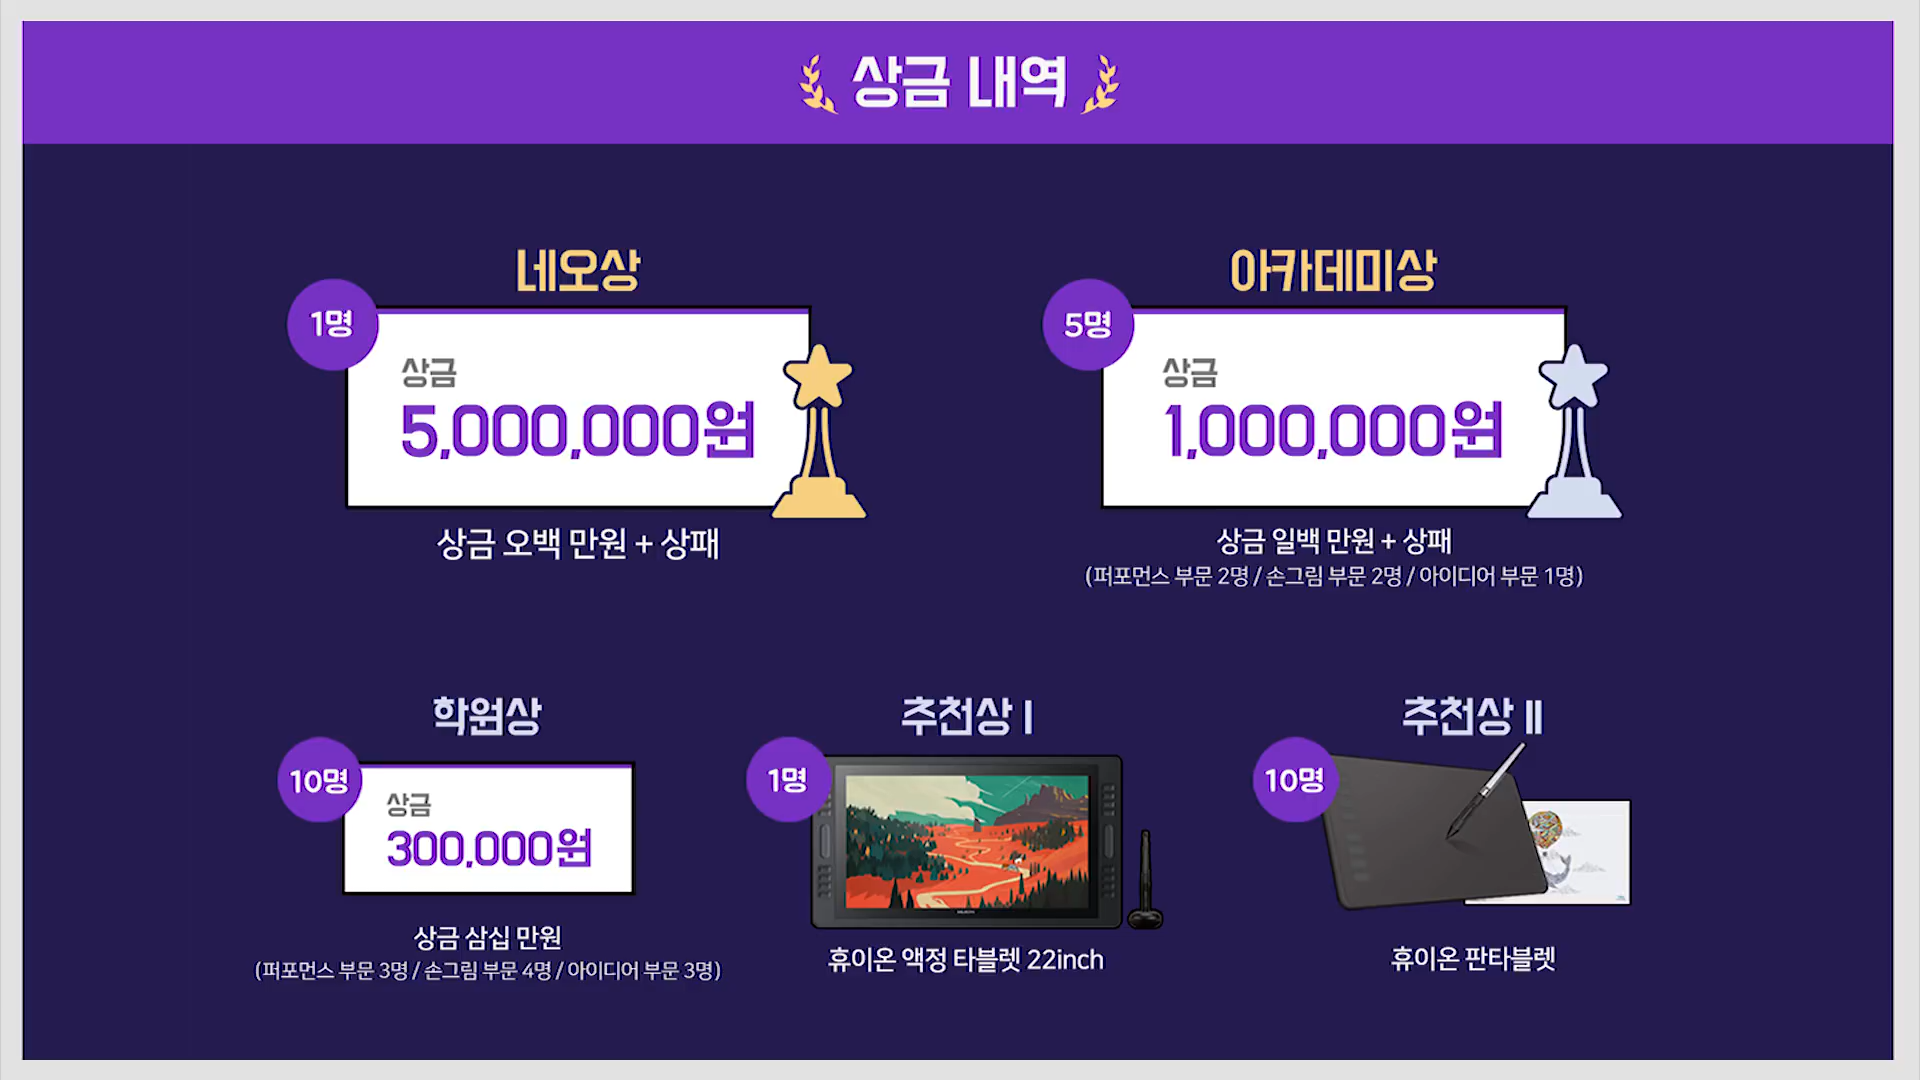 상금 내역
네오상
1명
상금
5,000,000원
상금 오백 만원 + 상패
아카데미상
5명
상금
1,000,000원
상금 일백 만원 + 상패
(퍼포먼스 부문 2명 / 손그림 부문 2명 / 아이디어 부문 1명)
학원상
10명
상금
300,000원
상금 삼십 만원
(퍼포먼스 부문 3명 / 손그림 부문 4명 / 아이디어 부문 3명)
추천상 I
1명
휴이온 액정 타블렛 22inch
추천상 II
10명
휴이온 판타블렛